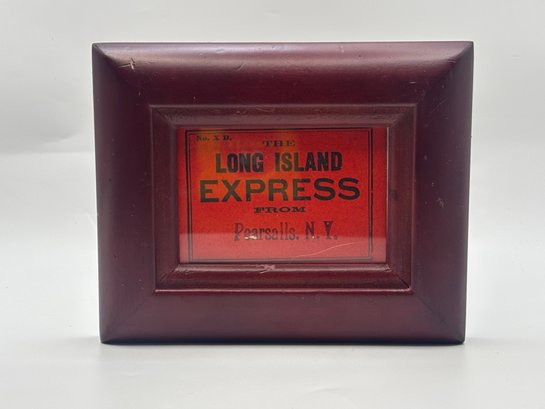 No. X D.
THE
LONG ISLAND
EXPRESS
FROM
Pearsalls, N. Y.